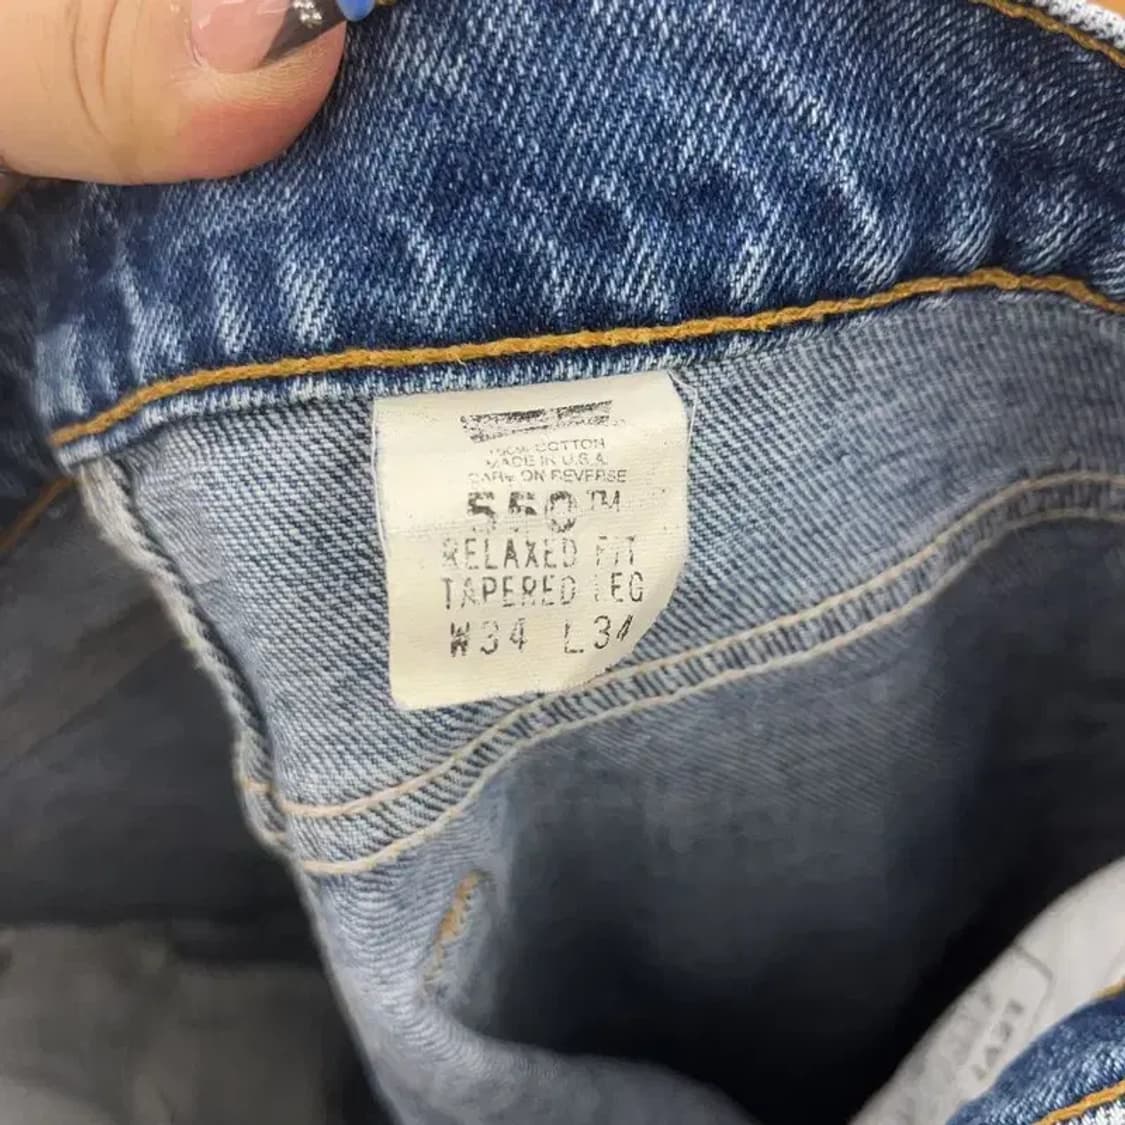 100% COTTON
MADE IN U.S.A.
CARE ON REVERSE
550™
RELAXED FIT
TAPERED LEG
W34 L34